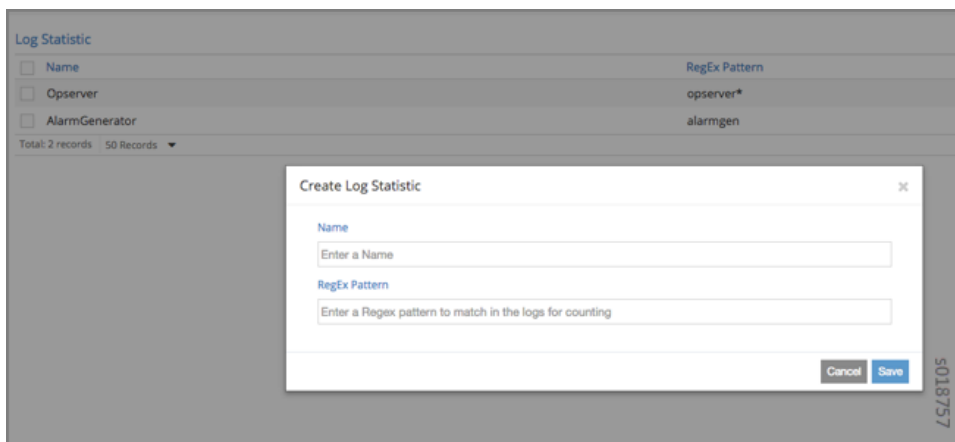 Log Statistic
Name RegEx Pattern
Opserver opserver*
AlarmGenerator alarmgen
Total: 2 records 50 Records
Create Log Statistic
Name
Enter a Name
RegEx Pattern
Enter a Regex pattern to match in the logs for counting
Cancel Save
s018757